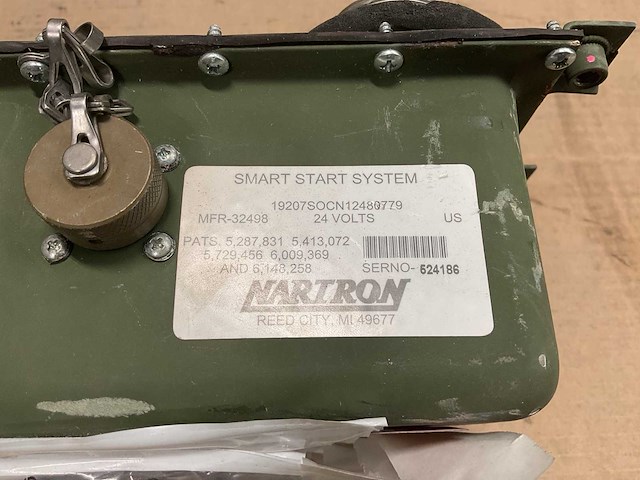 SMART START SYSTEM
19207SOCN12480779
MFR-32498 24 VOLTS US
PATS. 5,287,831 5,413,072
5,729,456 6,009,369
AND 6,148,258 SERNO- 524186
NARTRON
REED CITY, MI 49677